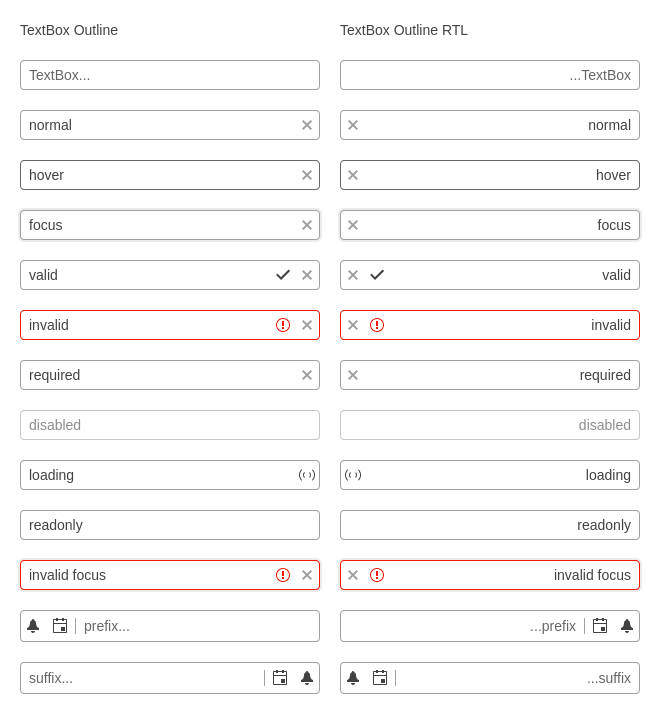 TextBox Outline
TextBox Outline RTL
TextBox...
...TextBox
normal
normal
hover
hover
focus
focus
valid
valid
invalid
invalid
required
required
disabled
disabled
loading
loading
readonly
readonly
invalid focus
invalid focus
prefix...
...prefix
suffix...
...suffix